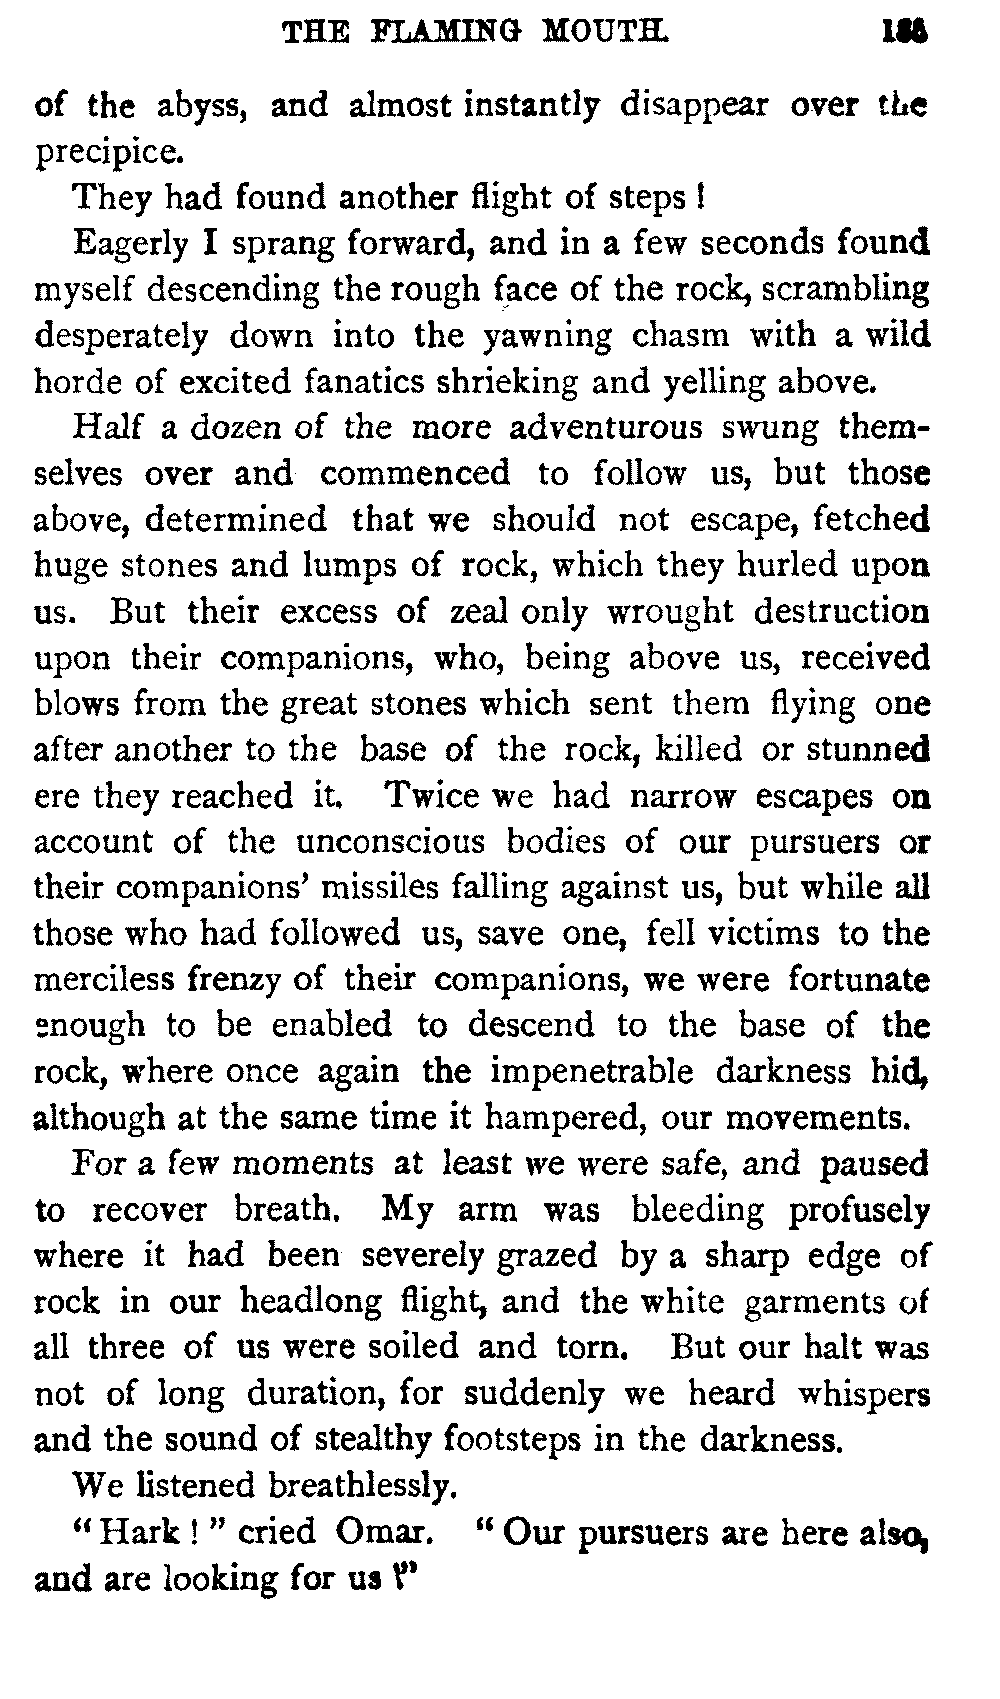 THE FLAMING MOUTH.
of the abyss, and almost instantly disappear over the
precipice.
They had found another flight of steps!
Eagerly I sprang forward, and in a few seconds found
myself descending the rough face of the rock, scrambling
desperately down into the yawning chasm with a wild
horde of excited fanatics shrieking and yelling above.
Half a dozen of the more adventurous swung them-
selves over and commenced to follow us, but those
above, determined that we should not escape, fetched
huge stones and lumps of rock, which they hurled upon
us. But their excess of zeal only wrought destruction
upon their companions, who, being above us, received
blows from the great stones which sent them flying one
after another to the base of the rock, killed or stunned
ere they reached it. Twice we had narrow escapes on
account of the unconscious bodies of our pursuers or
their companions' missiles falling against us, but while all
those who had followed us, save one, fell victims to the
merciless frenzy of their companions, we were fortunate
enough to be enabled to descend to the base of the
rock, where once again the impenetrable darkness hid,
although at the same time it hampered, our movements.
For a few moments at least we were safe, and paused
to recover breath. My arm was bleeding profusely
where it had been severely grazed by a sharp edge of
rock in our headlong flight, and the white garments of
all three of us were soiled and torn. But our halt was
not of long duration, for suddenly we heard whispers
and the sound of stealthy footsteps in the darkness.
We listened breathlessly.
"Hark!" cried Omar. "Our pursuers are here also,
and are looking for us!"